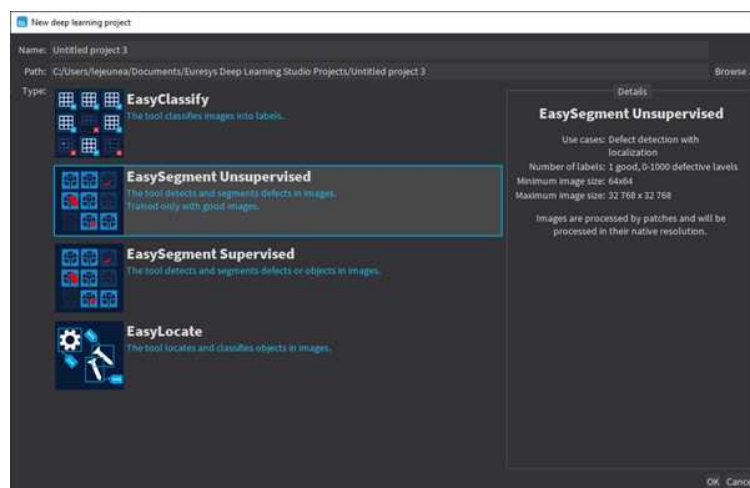 New deep learning project
Name: Untitled project 3
Path: C:/Users/lejeunea/Documents/Euresys Deep Learning Studio Projects/Untitled project 3
Browse
Type:
EasyClassify
The tool classifies images into labels.
EasySegment Unsupervised
The tool detects and segments defects in images.
Trained only with good images.
EasySegment Supervised
The tool detects and segments defects or objects in images.
EasyLocate
The tool locates and classifies objects in images.
Details
EasySegment Unsupervised
Use cases: Defect detection with
localization
Number of labels: 1 good, 0-1000 defective lavels
Minimum image size: 64x64
Maximum image size: 32 768 x 32 768
Images are processed by patches and will be
processed in their native resolution.
OK Cance